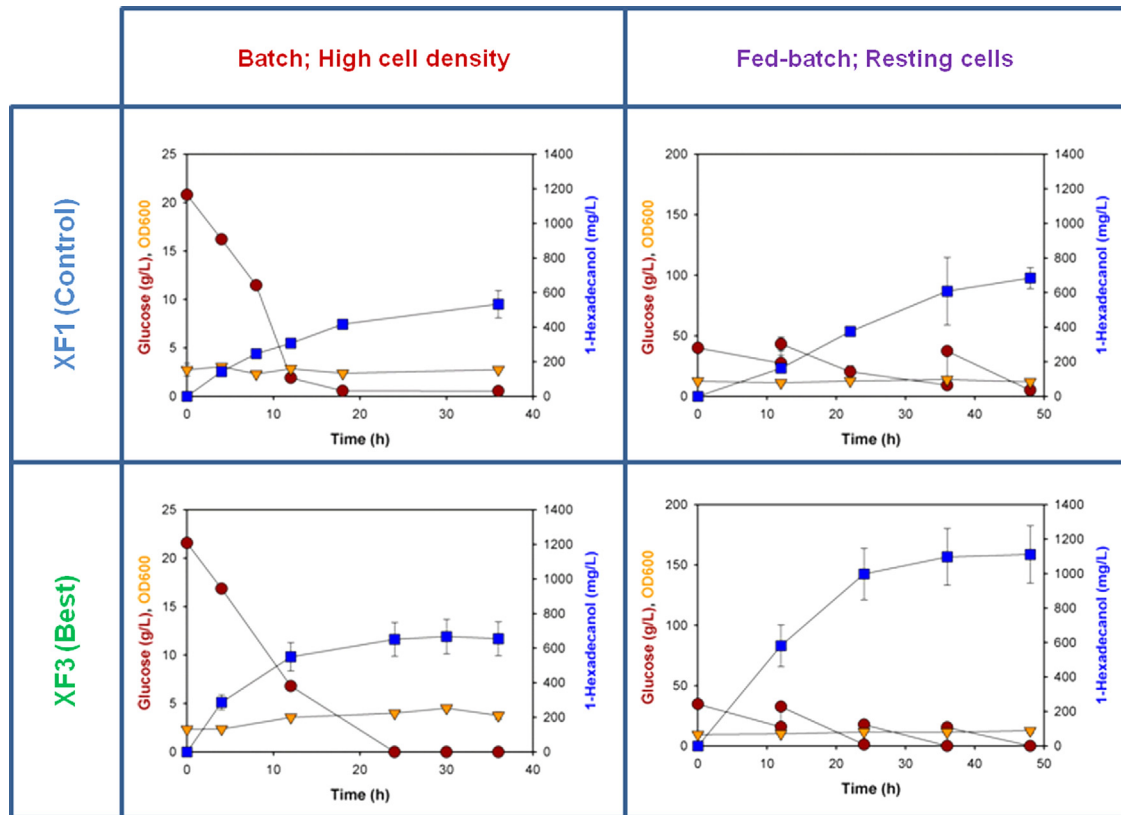 Batch; High cell density
Fed-batch; Resting cells
XF1 (Control)
Glucose (g/L), OD600
25
20
15
10
5
0
1400
1200
1000
800
600
400
200
0
1-Hexadecanol (mg/L)
0 10 20 30 40
Time (h)
Glucose (g/L), OD600
200
150
100
50
0
1400
1200
1000
800
600
400
200
0
1-Hexadecanol (mg/L)
0 10 20 30 40 50
Time (h)
XF3 (Best)
Glucose (g/L), OD600
25
20
15
10
5
0
1400
1200
1000
800
600
400
200
0
1-Hexadecanol (mg/L)
0 10 20 30 40
Time (h)
Glucose (g/L), OD600
200
150
100
50
0
1400
1200
1000
800
600
400
200
0
1-Hexadecanol (mg/L)
0 10 20 30 40 50
Time (h)